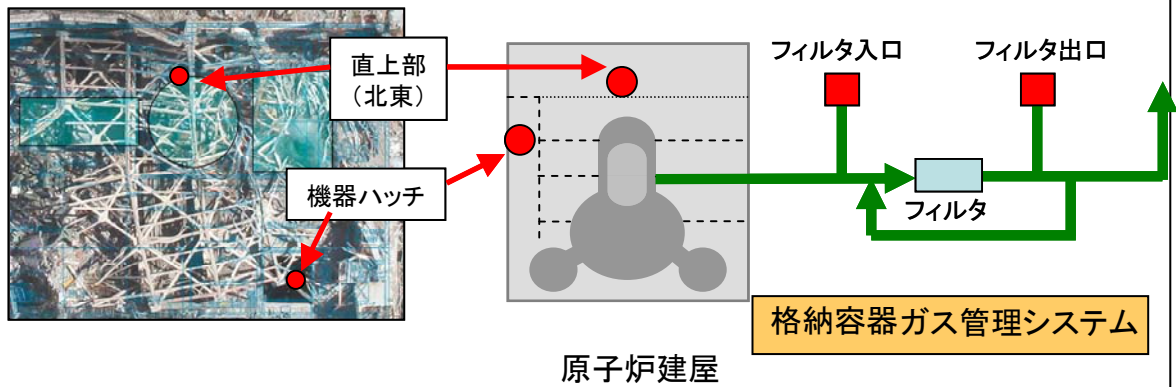 直上部
（北東）
機器ハッチ
フィルタ入口
フィルタ出口
フィルタ
格納容器ガス管理システム
原子炉建屋